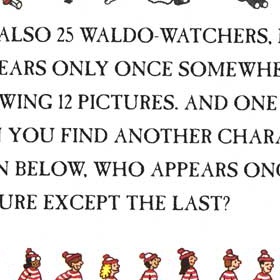 ALSO 25 WALDO-WATCHERS,
EARS ONLY ONCE SOMEWHE
WING 12 PICTURES. AND ONE
YOU FIND ANOTHER CHARA
N BELOW, WHO APPEARS ON
URE EXCEPT THE LAST?